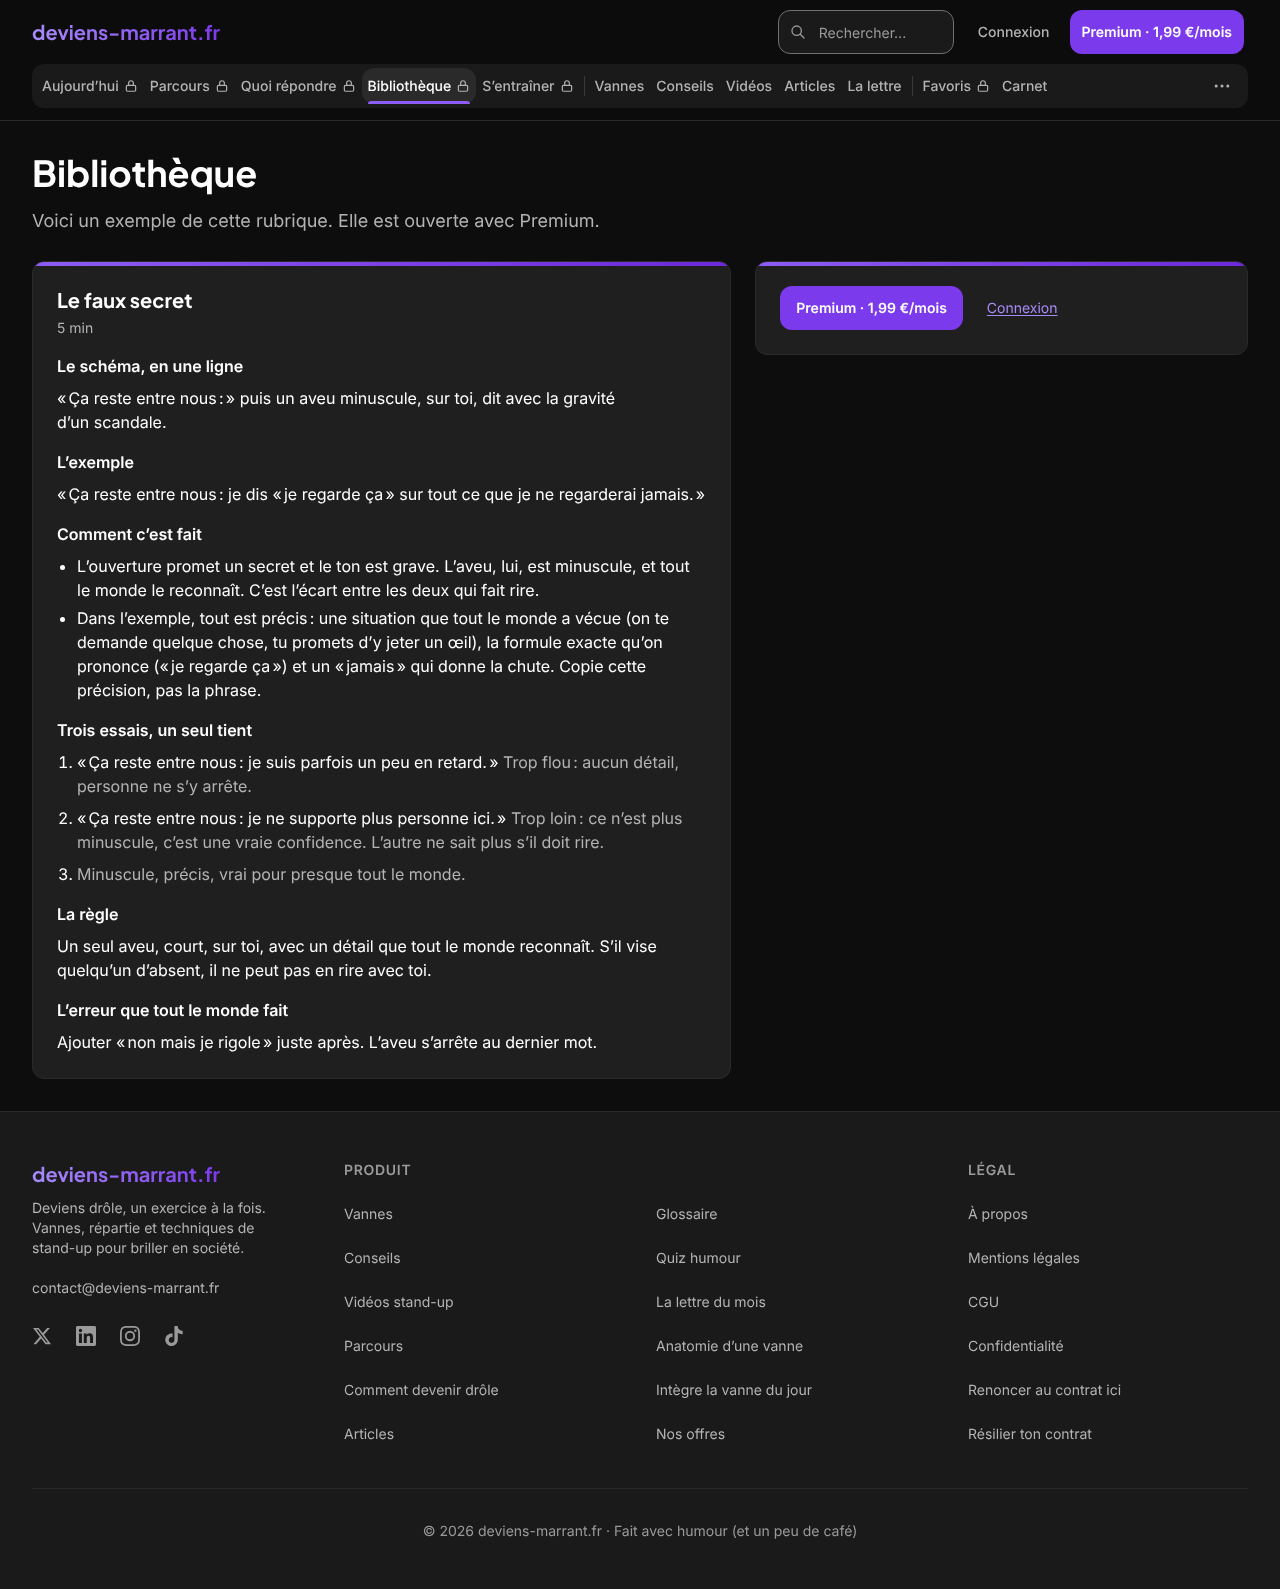 deviens-marrant.fr
Rechercher...
Connexion
Premium · 1,99 €/mois
Aujourd’hui
Parcours
Quoi répondre
Bibliothèque
S’entraîner
Vannes
Conseils
Vidéos
Articles
La lettre
Favoris
Carnet
Bibliothèque
Voici un exemple de cette rubrique. Elle est ouverte avec Premium.
Le faux secret
5 min
Le schéma, en une ligne
« Ça reste entre nous : » puis un aveu minuscule, sur toi, dit avec la gravité
d’un scandale.
L’exemple
« Ça reste entre nous : je dis « je regarde ça » sur tout ce que je ne regarderai jamais. »
Comment c’est fait
• L’ouverture promet un secret et le ton est grave. L’aveu, lui, est minuscule, et tout
le monde le reconnaît. C’est l’écart entre les deux qui fait rire.
• Dans l’exemple, tout est précis : une situation que tout le monde a vécue (on te
demande quelque chose, tu promets d’y jeter un œil), la formule exacte qu’on
prononce (« je regarde ça ») et un « jamais » qui donne la chute. Copie cette
précision, pas la phrase.
Trois essais, un seul tient
1. « Ça reste entre nous : je suis parfois un peu en retard. » Trop flou : aucun détail,
personne ne s’y arrête.
2. « Ça reste entre nous : je ne supporte plus personne ici. » Trop loin : ce n’est plus
minuscule, c’est une vraie confidence. L’autre ne sait plus s’il doit rire.
3. Minuscule, précis, vrai pour presque tout le monde.
La règle
Un seul aveu, court, sur toi, avec un détail que tout le monde reconnaît. S’il vise
quelqu’un d’absent, il ne peut pas en rire avec toi.
L’erreur que tout le monde fait
Ajouter « non mais je rigole » juste après. L’aveu s’arrête au dernier mot.
Premium · 1,99 €/mois
Connexion
deviens-marrant.fr
Deviens drôle, un exercice à la fois.
Vannes, répartie et techniques de
stand-up pour briller en société.
contact@deviens-marrant.fr
PRODUIT
Vannes
Conseils
Vidéos stand-up
Parcours
Comment devenir drôle
Articles
Glossaire
Quiz humour
La lettre du mois
Anatomie d’une vanne
Intègre la vanne du jour
Nos offres
LÉGAL
À propos
Mentions légales
CGU
Confidentialité
Renoncer au contrat ici
Résilier ton contrat
© 2026 deviens-marrant.fr · Fait avec humour (et un peu de café)